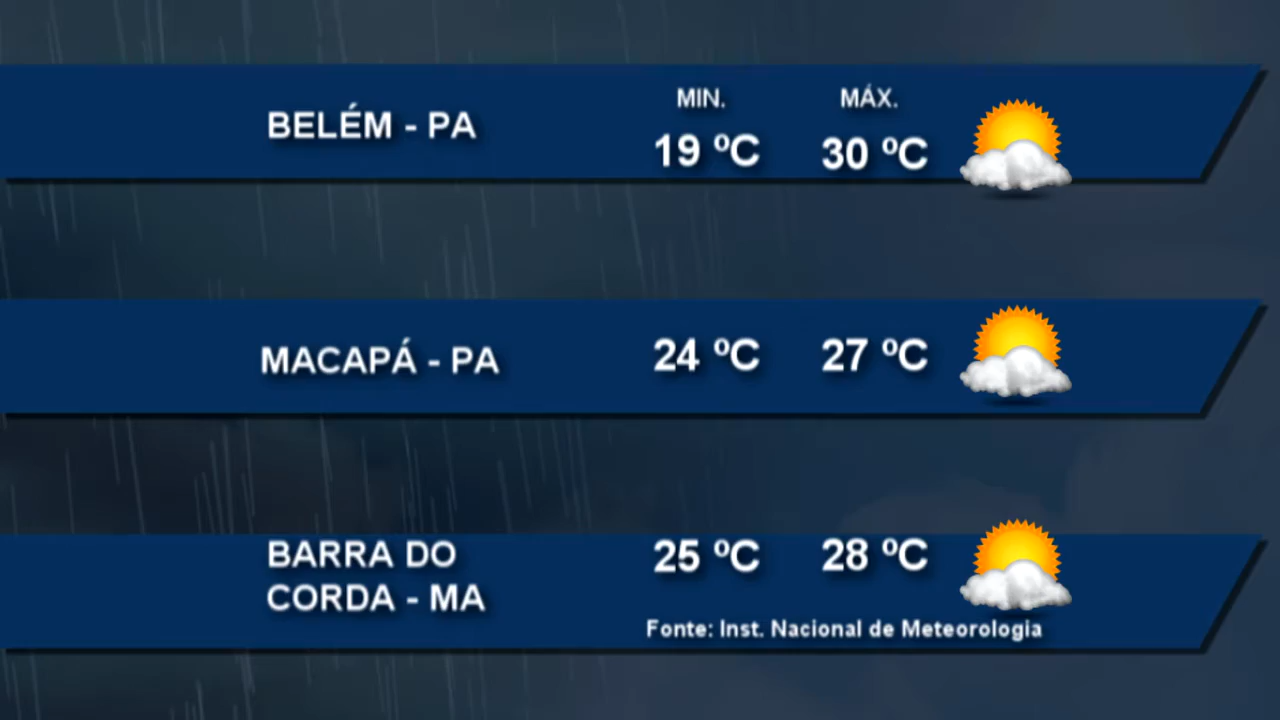 MIN. MÁX.
BELÉM - PA 19 ºC 30 ºC
MACAPÁ - PA 24 ºC 27 ºC
BARRA DO 25 ºC 28 ºC
CORDA - MA
Fonte: Inst. Nacional de Meteorologia